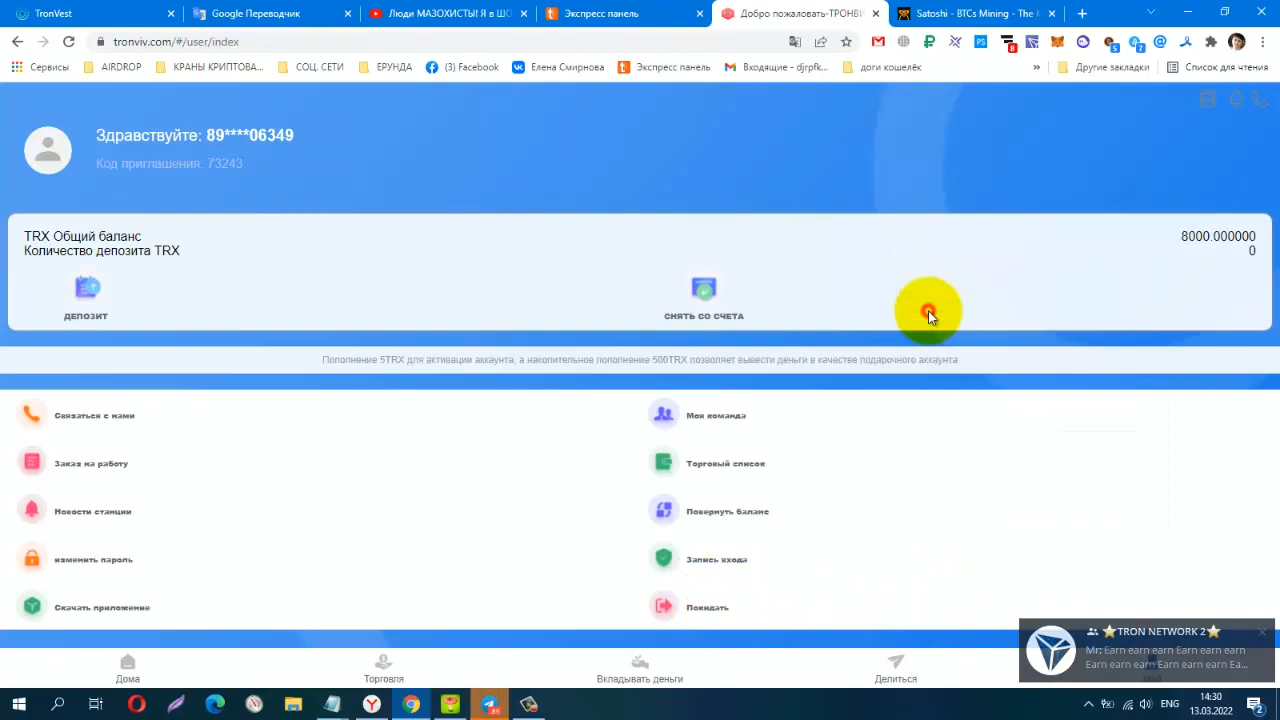 TronVest
Google Переводчик
Люди МАЗОХИСТЫ! Я в ШО
Экспресс панель
Добро пожаловать-ТРОНВИ
Satoshi - BTCs Mining - The M
tronviv.com/#/user/index
8
5
7
Сервисы
AIRDROP
КРАНЫ КРИПТОВА...
СОЦ. СЕТИ
ЕРУНДА
(3) Facebook
Елена Смирнова
Экспресс панель
Входящие - djrpfk...
доги кошелёк
»
Другие закладки
Список для чтения
Здравствуйте: 89****06349
Код приглашения: 73243
TRX Общий баланс
8000.000000
Количество депозита TRX
0
ДЕПОЗИТ
СНЯТЬ СО СЧЕТА
Пополнение 5TRX для активации аккаунта, а накопительное пополнение 500TRX позволяет вывести деньги в качестве подарочного аккаунта
Связаться с нами
Моя команда
Заказ на работу
Торговый список
Новости станции
Повернуть баланс
изменить пароль
Запись входа
Скачать приложение
Покидать
⭐TRON NETWORK 2⭐
Mr: Earn earn earn Earn earn earn
Earn earn earn Earn earn earn Ea...
Дома
Торговля
Вкладывать деньги
Делиться
Мой
ENG
14:30
13.03.2022
2